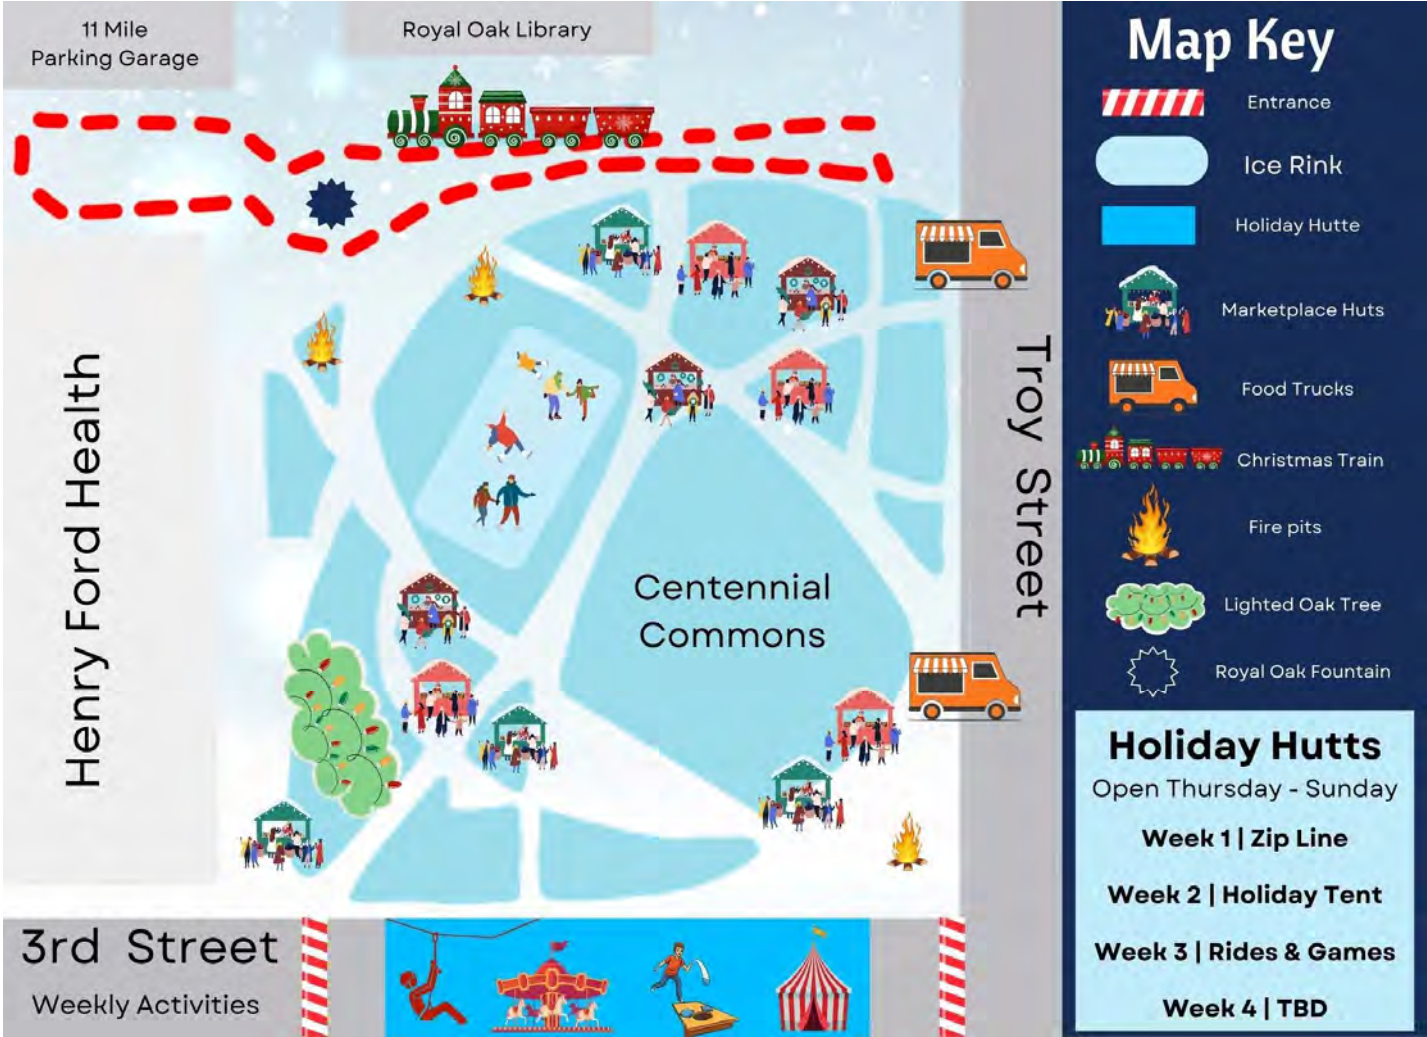 11 Mile
Parking Garage
Royal Oak Library
Henry Ford Health
Centennial
Commons
Troy Street
3rd Street
Weekly Activities
Map Key
Entrance
Ice Rink
Holiday Hutte
Marketplace Huts
Food Trucks
Christmas Train
Fire pits
Lighted Oak Tree
Royal Oak Fountain
Holiday Hutts
Open Thursday - Sunday
Week 1 | Zip Line
Week 2 | Holiday Tent
Week 3 | Rides & Games
Week 4 | TBD